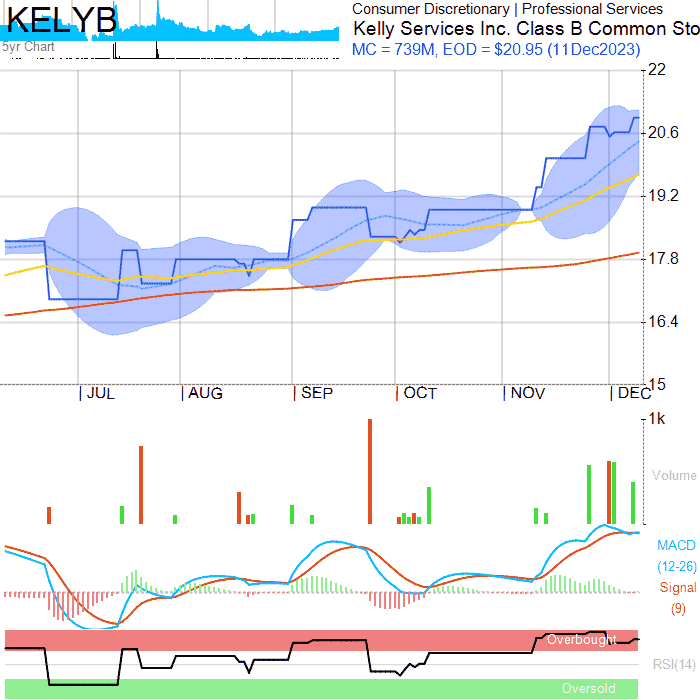 KELYB
5yr Chart
Consumer Discretionary | Professional Services
Kelly Services Inc. Class B Common Sto
MC = 739M, EOD = $20.95 (11Dec2023)
22
20.6
19.2
17.8
16.4
15
JUL AUG SEP OCT NOV DEC
1k
Volume
MACD
(12-26)
Signal
(9)
Overbought
RSI(14)
Oversold